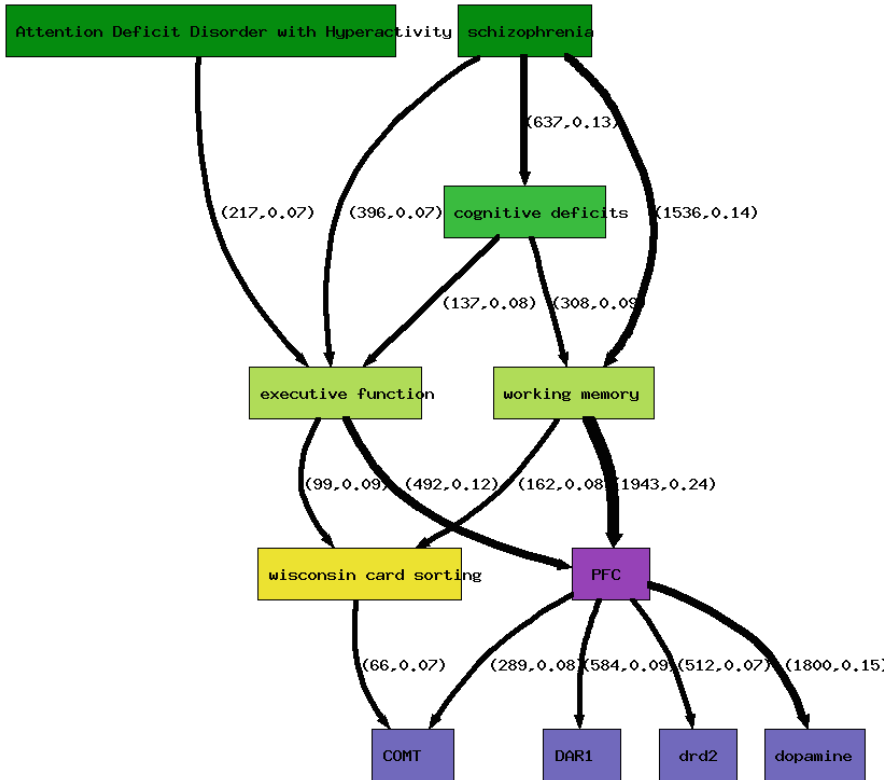 Attention Deficit Disorder with Hyperactivity
schizophrenia
(637,0.13)
(217,0.07)
(396,0.07)
cognitive deficits
(1536,0.14)
(137,0.08)
(308,0.09)
executive function
working memory
(99,0.09)
(492,0.12)
(162,0.08)
(1943,0.24)
wisconsin card sorting
PFC
(66,0.07)
(289,0.08)
(584,0.09)
(512,0.07)
(1800,0.15)
COMT
DAR1
drd2
dopamine